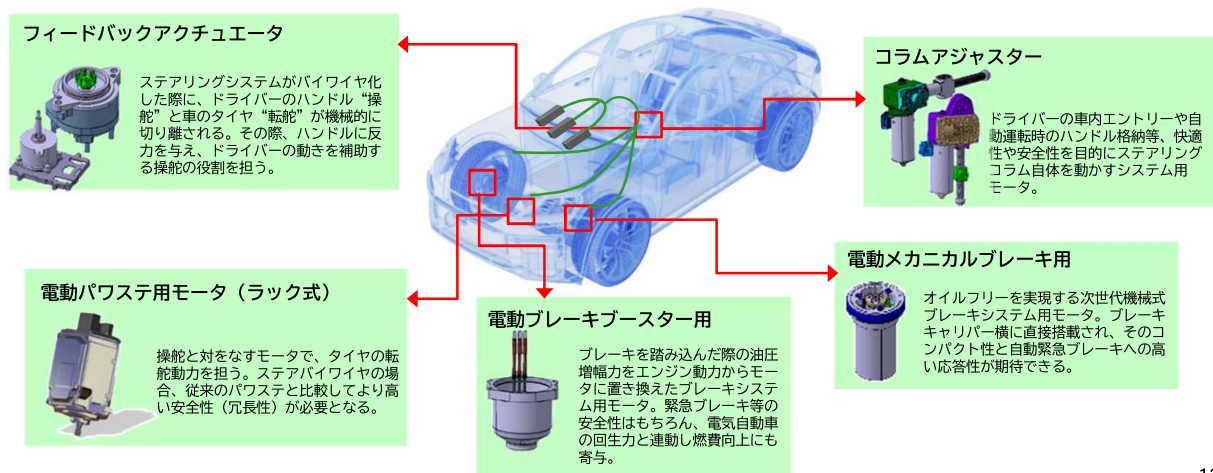 フィードバックアクチュエータ
ステアリングシステムがバイワイヤ化
した際に、ドライバーのハンドル“操
舵”と車のタイヤ“転舵”が機械的に
切り離される。その際、ハンドルに反
力を与え、ドライバーの動きを補助す
る操舵の役割を担う。
コラムアジャスター
ドライバーの車内エントリーや自
動運転時のハンドル格納等、快適
性や安全性を目的にステアリング
コラム自体を動かすシステム用
モータ。
電動パワステ用モータ（ラック式）
操舵と対をなすモータで、タイヤの転
舵動力を担う。ステアバイワイヤの場
合、従来のパワステと比較してより高
い安全性（冗長性）が必要となる。
電動ブレーキブースター用
ブレーキを踏み込んだ際の油圧
増幅力をエンジン動力からモー
タに置き換えたブレーキシステ
ム用モータ。緊急ブレーキ等の
安全性はもちろん、電気自動車
の回生力と連動し燃費向上にも
寄与。
電動メカニカルブレーキ用
オイルフリーを実現する次世代機械式
ブレーキシステム用モータ。ブレーキ
キャリパー横に直接搭載され、そのコ
ンパクト性と自動緊急ブレーキへの高
い応答性が期待できる。